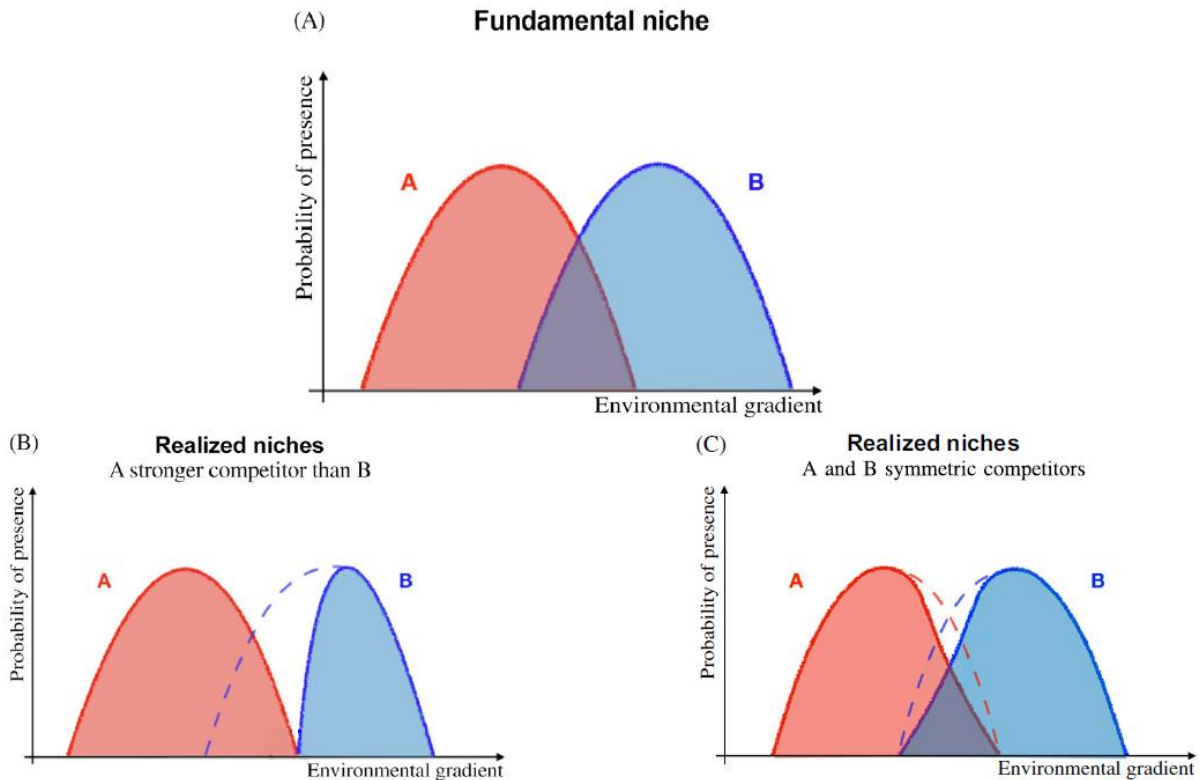 (A)
Fundamental niche
Probability of presence
A
B
Environmental gradient
(B)
Realized niches
A stronger competitor than B
Probability of presence
A
B
Environmental gradient
(C)
Realized niches
A and B symmetric competitors
Probability of presence
A
B
Environmental gradient